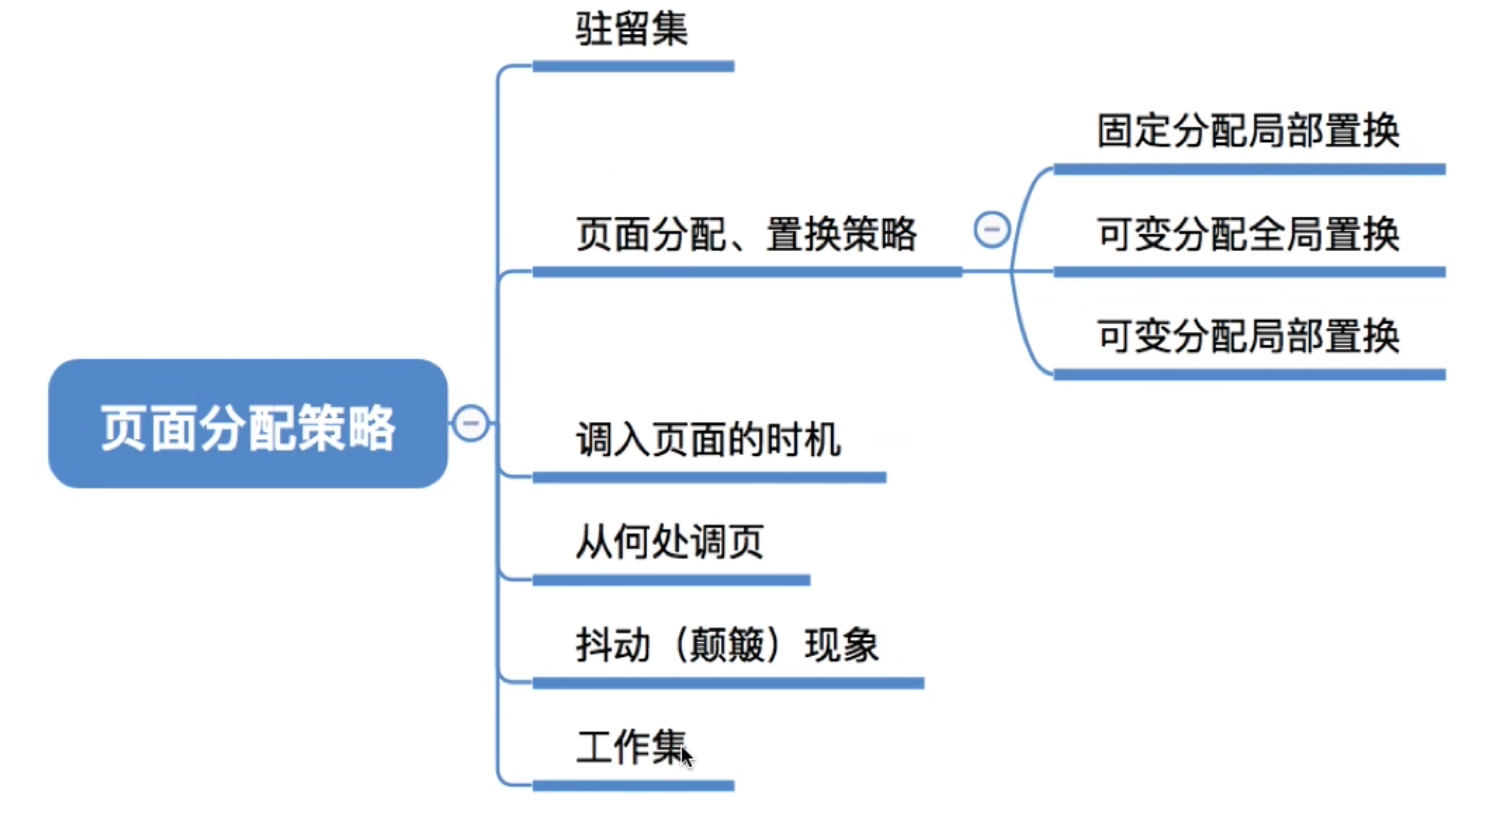 页面分配策略
驻留集
页面分配、置换策略
固定分配局部置换
可变分配全局置换
可变分配局部置换
调入页面的时机
从何处调页
抖动（颠簸）现象
工作集